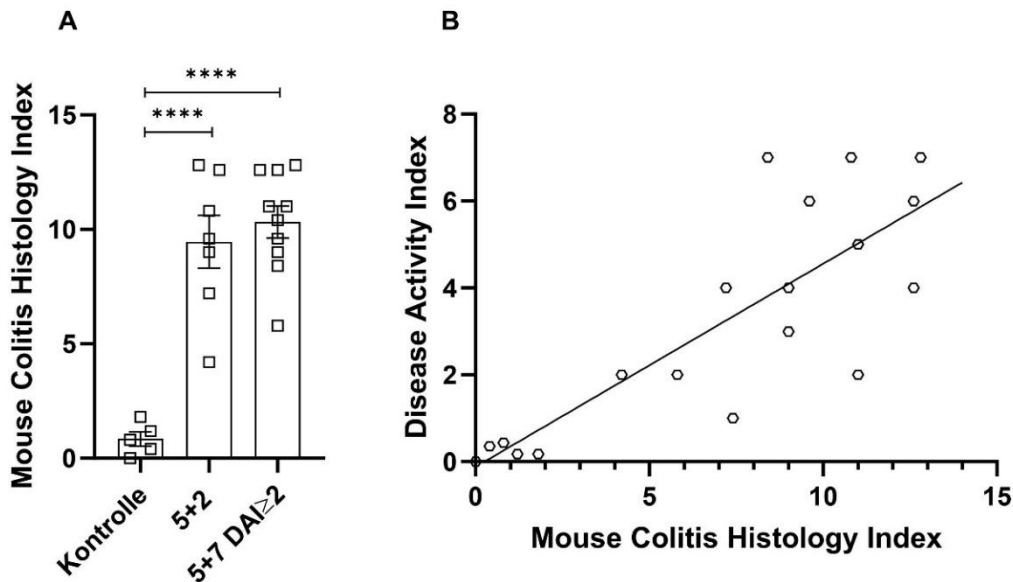 A
Mouse Colitis Histology Index
****
****
15
10
5
0
Kontrolle
5+2
5+7 DAI≥2
B
Disease Activity Index
8
6
4
2
0
0 5 10 15
Mouse Colitis Histology Index